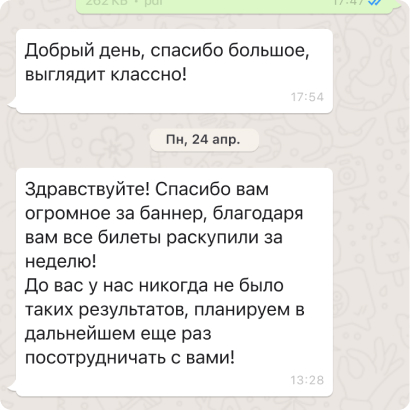 262 КБ • pdf 17:47
Добрый день, спасибо большое,
выглядит классно!
17:54
Пн, 24 апр.
Здравствуйте! Спасибо вам
огромное за баннер, благодаря
вам все билеты раскупили за
неделю!
До вас у нас никогда не было
таких результатов, планируем в
дальнейшем еще раз
посотрудничать с вами!
13:28